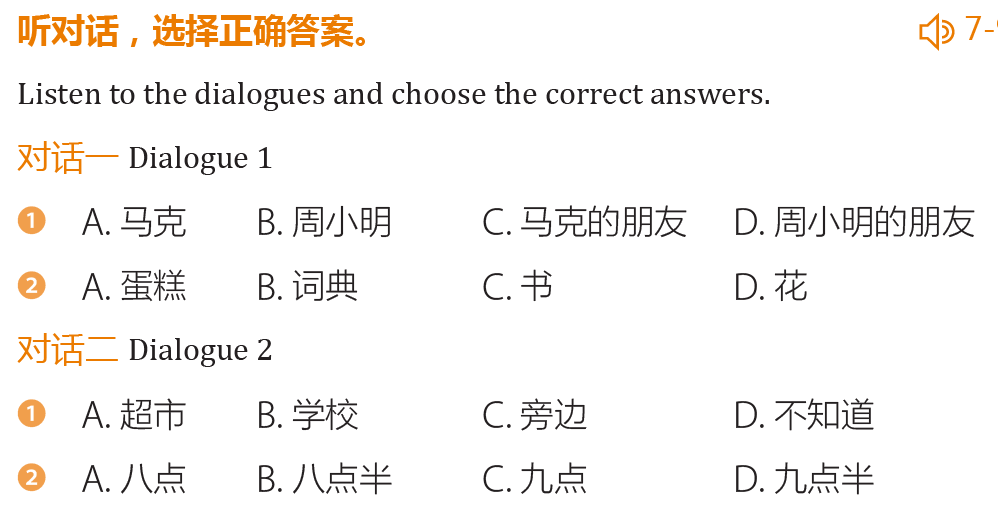 听对话，选择正确答案。 7-
Listen to the dialogues and choose the correct answers.
对话一 Dialogue 1
1 A. 马克 B. 周小明 C. 马克的朋友 D. 周小明的朋友
2 A. 蛋糕 B. 词典 C. 书 D. 花
对话二 Dialogue 2
1 A. 超市 B. 学校 C. 旁边 D. 不知道
2 A. 八点 B. 八点半 C. 九点 D. 九点半